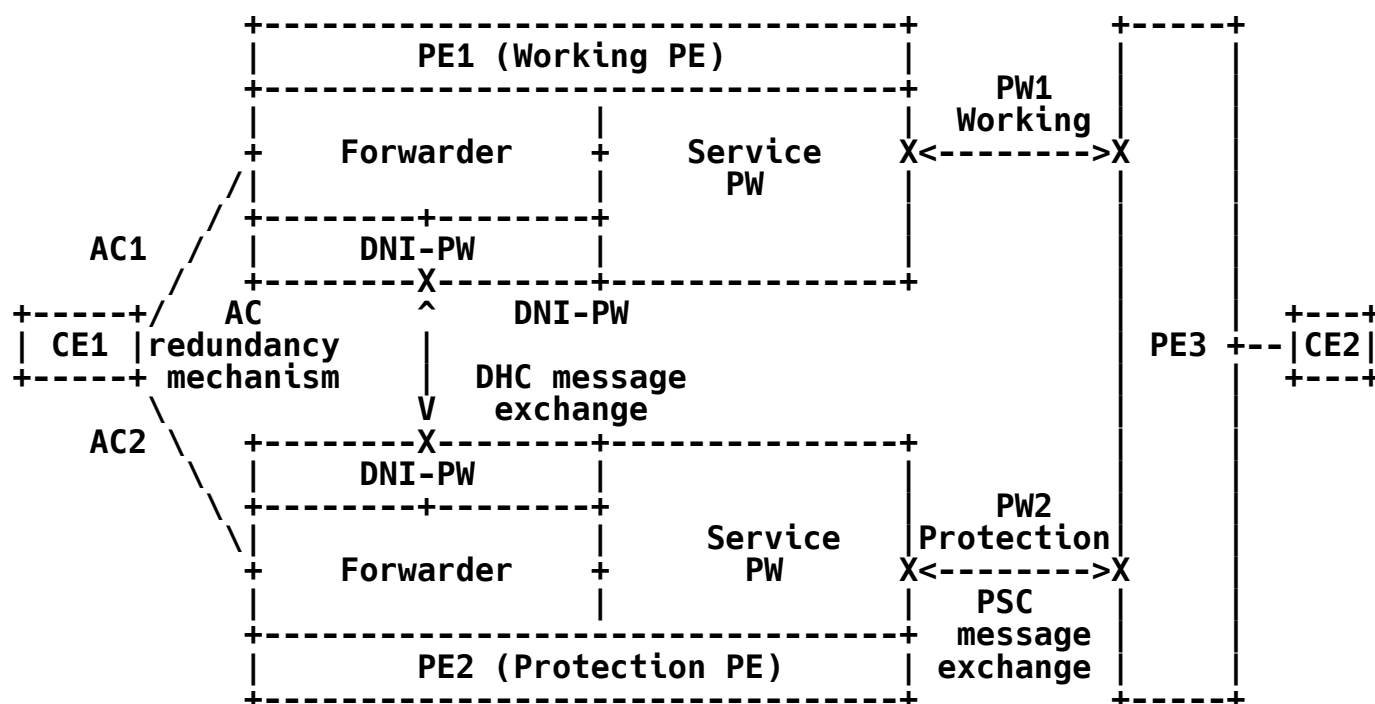 PE1 (Working PE)
PW1
Working
Forwarder + Service X<-------->X
PW
AC1 DNI-PW
AC DNI-PW
CE1 redundancy PE3 CE2
mechanism DHC message
exchange
AC2
DNI-PW
PW2
Service Protection
Forwarder + PW X<-------->X
PSC
message
PE2 (Protection PE) exchange